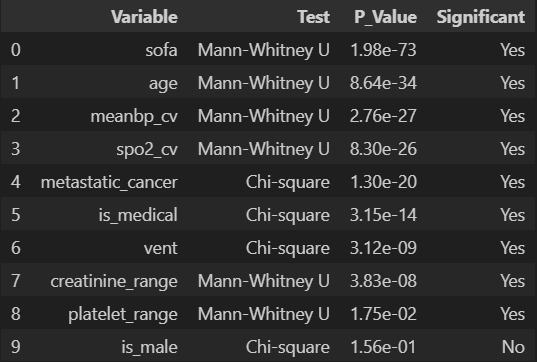 Variable Test P_Value Significant
0 sofa Mann-Whitney U 1.98e-73 Yes
1 age Mann-Whitney U 8.64e-34 Yes
2 meanbp_cv Mann-Whitney U 2.76e-27 Yes
3 spo2_cv Mann-Whitney U 8.30e-26 Yes
4 metastatic_cancer Chi-square 1.30e-20 Yes
5 is_medical Chi-square 3.15e-14 Yes
6 vent Chi-square 3.12e-09 Yes
7 creatinine_range Mann-Whitney U 3.83e-08 Yes
8 platelet_range Mann-Whitney U 1.75e-02 Yes
9 is_male Chi-square 1.56e-01 No